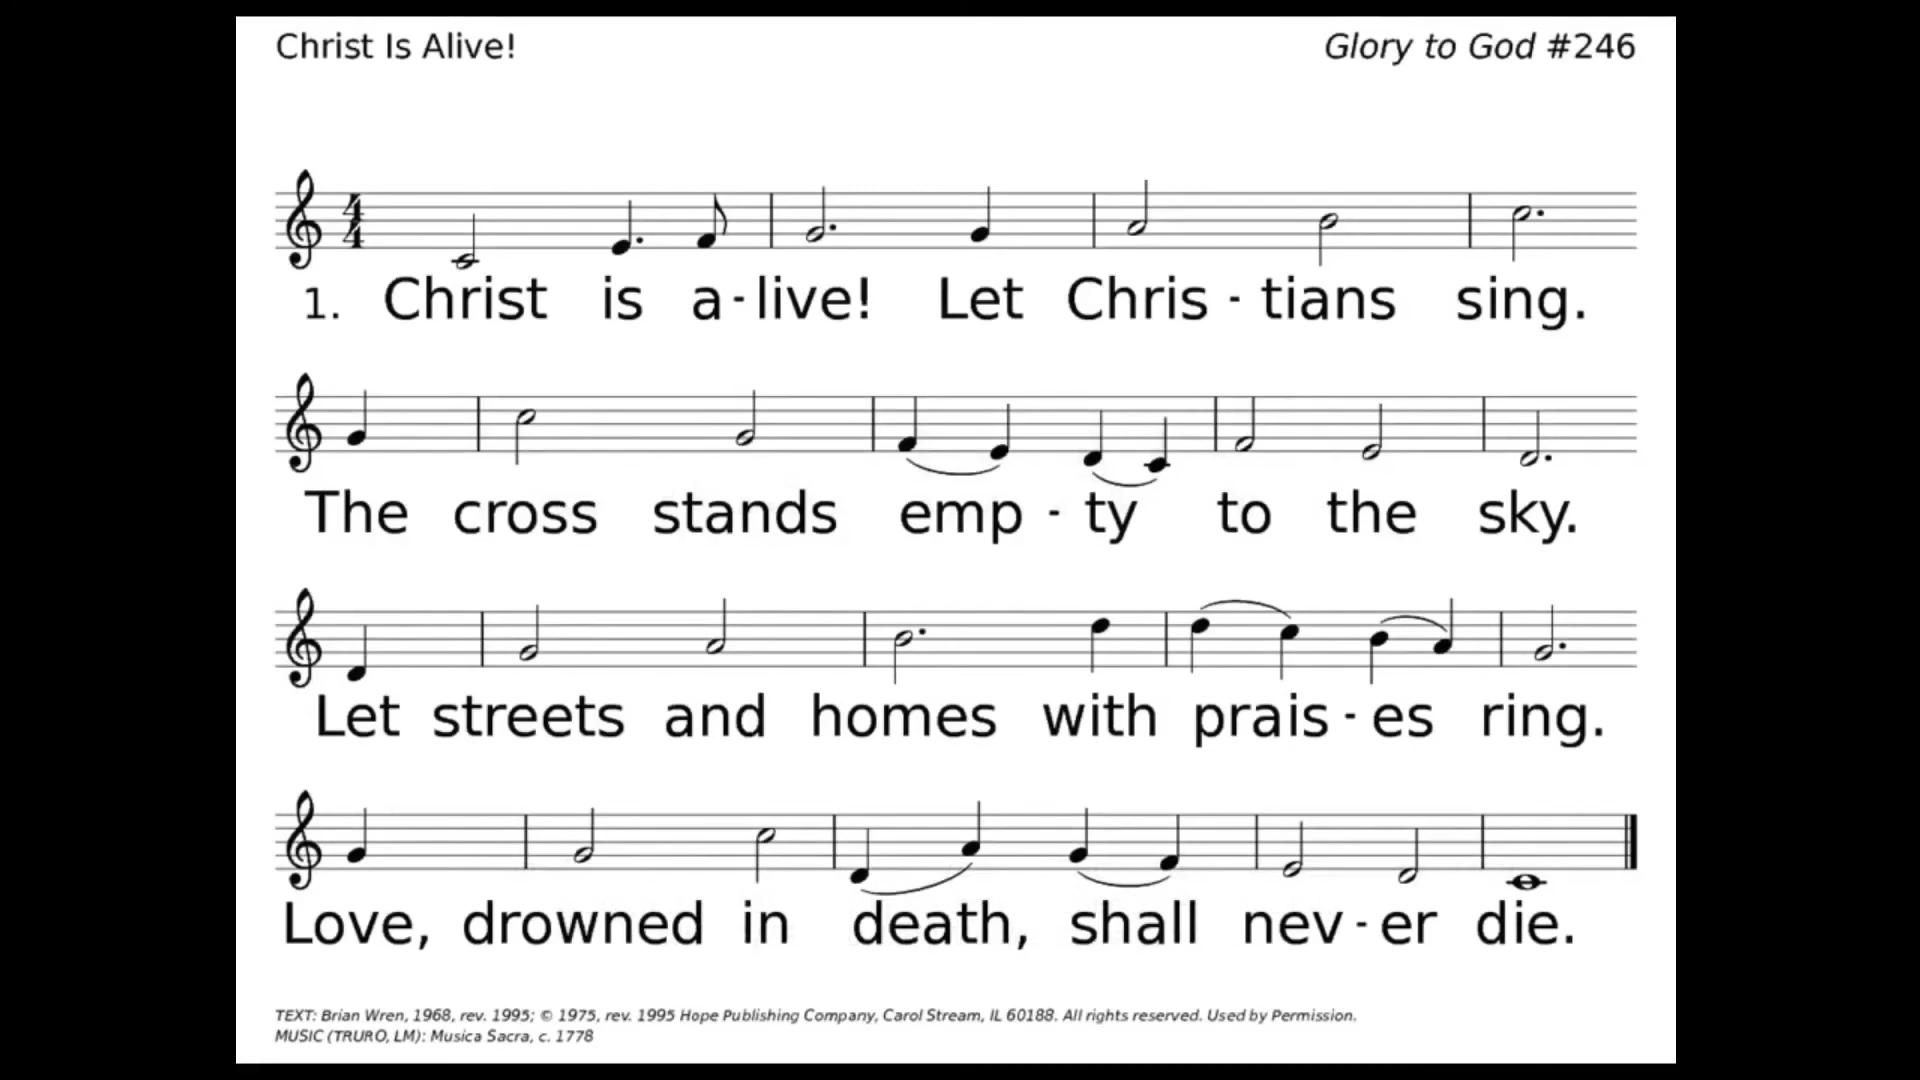 Christ Is Alive! Glory to God #246
1. Christ is a-live! Let Chris - tians sing.
The cross stands emp - ty to the sky.
Let streets and homes with prais - es ring.
Love, drowned in death, shall nev - er die.
TEXT: Brian Wren, 1968, rev. 1995; © 1975, rev. 1995 Hope Publishing Company, Carol Stream, IL 60188. All rights reserved. Used by Permission.
MUSIC (TRURO, LM): Musica Sacra, c. 1778